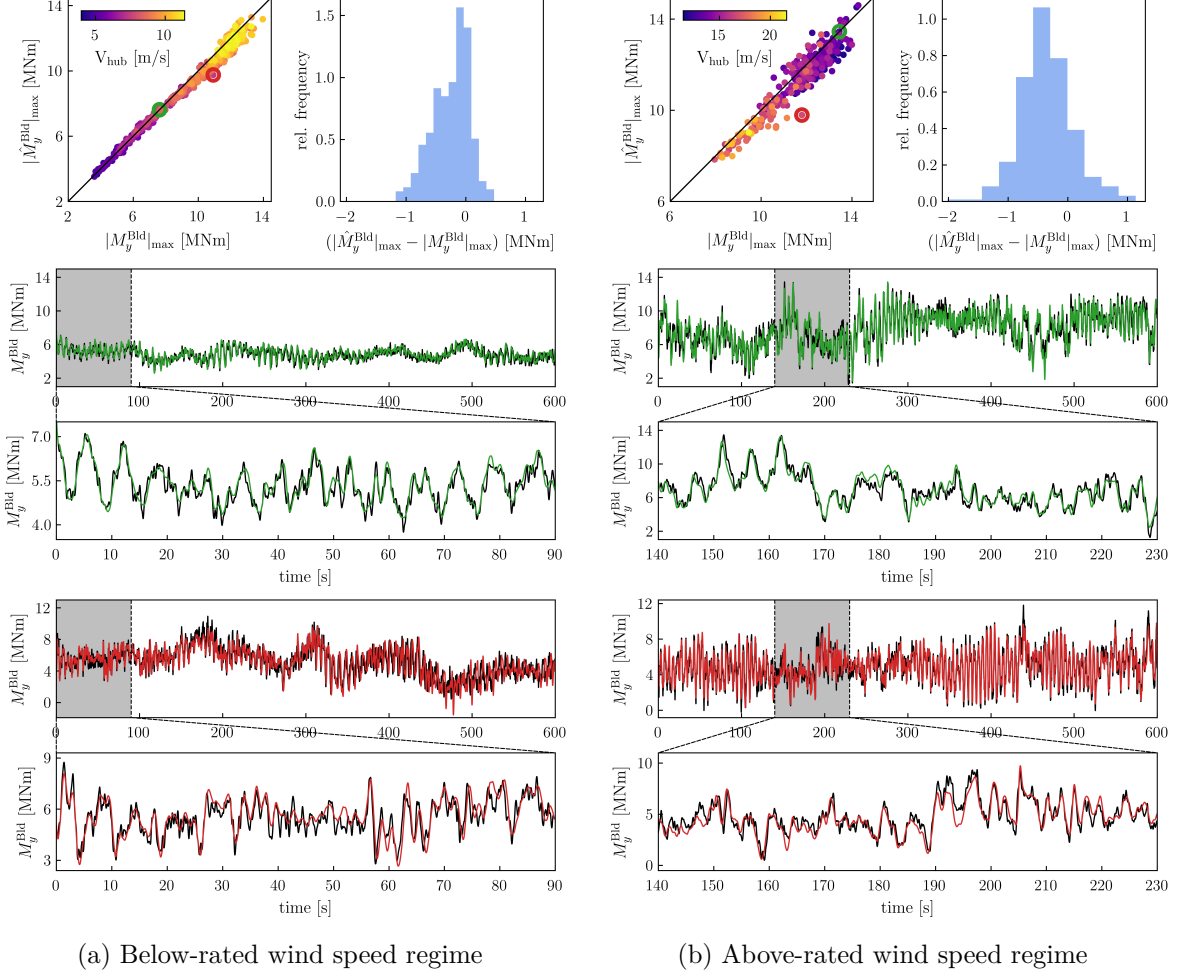 5 10
V_hub [m/s]
14
10
6
2
|M̂_y^Bld|_max [MNm]
2 6 10 14
|M_y^Bld|_max [MNm]
1.5
1.0
0.5
0.0
rel. frequency
−2 −1 0 1
(|M̂_y^Bld|_max − |M_y^Bld|_max) [MNm]
15 20
V_hub [m/s]
14
12
10
8
6
|M̂_y^Bld|_max [MNm]
6 10 14
|M_y^Bld|_max [MNm]
1.0
0.8
0.6
0.4
0.2
0.0
rel. frequency
−2 −1 0 1
(|M̂_y^Bld|_max − |M_y^Bld|_max) [MNm]
14
10
6
2
M_y^Bld [MNm]
0 100 200 300 400 500 600
7.0
5.5
4.0
M_y^Bld [MNm]
0 10 20 30 40 50 60 70 80 90
time [s]
12
8
4
0
M_y^Bld [MNm]
0 100 200 300 400 500 600
9
6
3
M_y^Bld [MNm]
0 10 20 30 40 50 60 70 80 90
time [s]
(a) Below-rated wind speed regime
14
10
6
2
M_y^Bld [MNm]
0 100 200 300 400 500 600
14
10
6
2
M_y^Bld [MNm]
140 150 160 170 180 190 200 210 220 230
time [s]
12
8
4
0
M_y^Bld [MNm]
0 100 200 300 400 500 600
10
5
0
M_y^Bld [MNm]
140 150 160 170 180 190 200 210 220 230
time [s]
(b) Above-rated wind speed regime